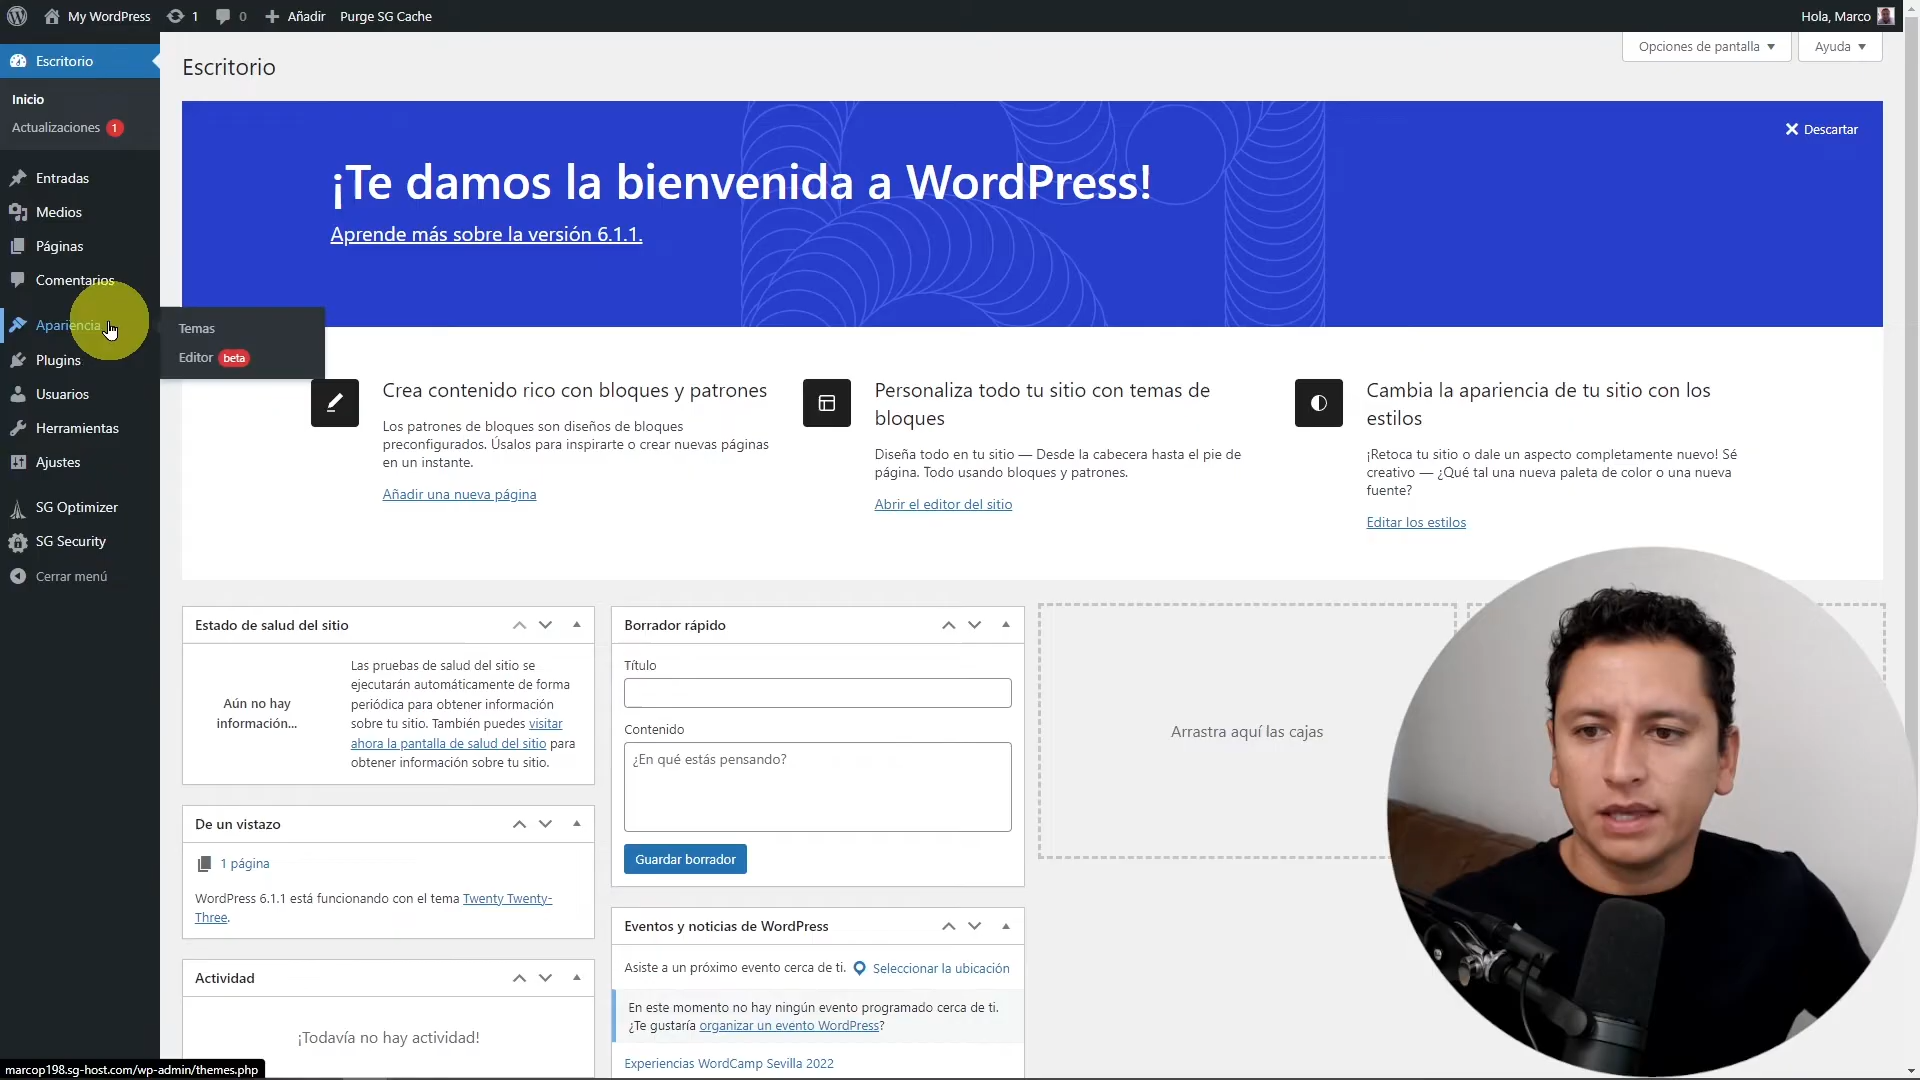 My WordPress
1
0
Añadir
Purge SG Cache
Hola, Marco
Opciones de pantalla
Ayuda
Escritorio
Inicio
Actualizaciones 1
Entradas
Medios
Páginas
Comentarios
Apariencia
Temas
Editor beta
Plugins
Usuarios
Herramientas
Ajustes
SG Optimizer
SG Security
Cerrar menú
Escritorio
Descartar
¡Te damos la bienvenida a WordPress!
Aprende más sobre la versión 6.1.1.
Crea contenido rico con bloques y patrones
Los patrones de bloques son diseños de bloques
preconfigurados. Úsalos para inspirarte o crear nuevas páginas
en un instante.
Añadir una nueva página
Personaliza todo tu sitio con temas de
bloques
Diseña todo en tu sitio — Desde la cabecera hasta el pie de
página. Todo usando bloques y patrones.
Abrir el editor del sitio
Cambia la apariencia de tu sitio con los
estilos
¡Retoca tu sitio o dale un aspecto completamente nuevo! Sé
creativo — ¿Qué tal una nueva paleta de color o una nueva
fuente?
Editar los estilos
Estado de salud del sitio
Aún no hay
información...
Las pruebas de salud del sitio se
ejecutarán automáticamente de forma
periódica para obtener información
sobre tu sitio. También puedes visitar
ahora la pantalla de salud del sitio para
obtener información sobre tu sitio.
De un vistazo
1 página
WordPress 6.1.1 está funcionando con el tema Twenty Twenty-
Three.
Actividad
¡Todavía no hay actividad!
Borrador rápido
Título
Contenido
¿En qué estás pensando?
Guardar borrador
Eventos y noticias de WordPress
Asiste a un próximo evento cerca de ti. Seleccionar la ubicación
En este momento no hay ningún evento programado cerca de ti.
¿Te gustaría organizar un evento WordPress?
Experiencias WordCamp Sevilla 2022
Arrastra aquí las cajas
marcop198.sg-host.com/wp-admin/themes.php